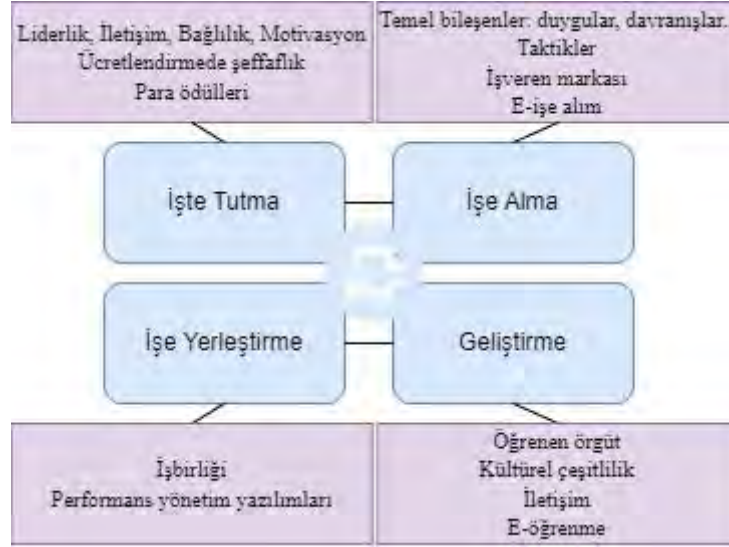 Liderlik, İletişim, Bağlılık, Motivasyon
Ücretlendirmede şeffaflık
Para ödülleri
Temel bileşenler: duygular, davranışlar.
Taktikler
İşveren markası
E-işe alım
İşte Tutma
İşe Alma
İşe Yerleştirme
Geliştirme
İşbirliği
Performans yönetim yazılımları
Öğrenen örgüt
Kültürel çeşitlilik
İletişim
E-öğrenme